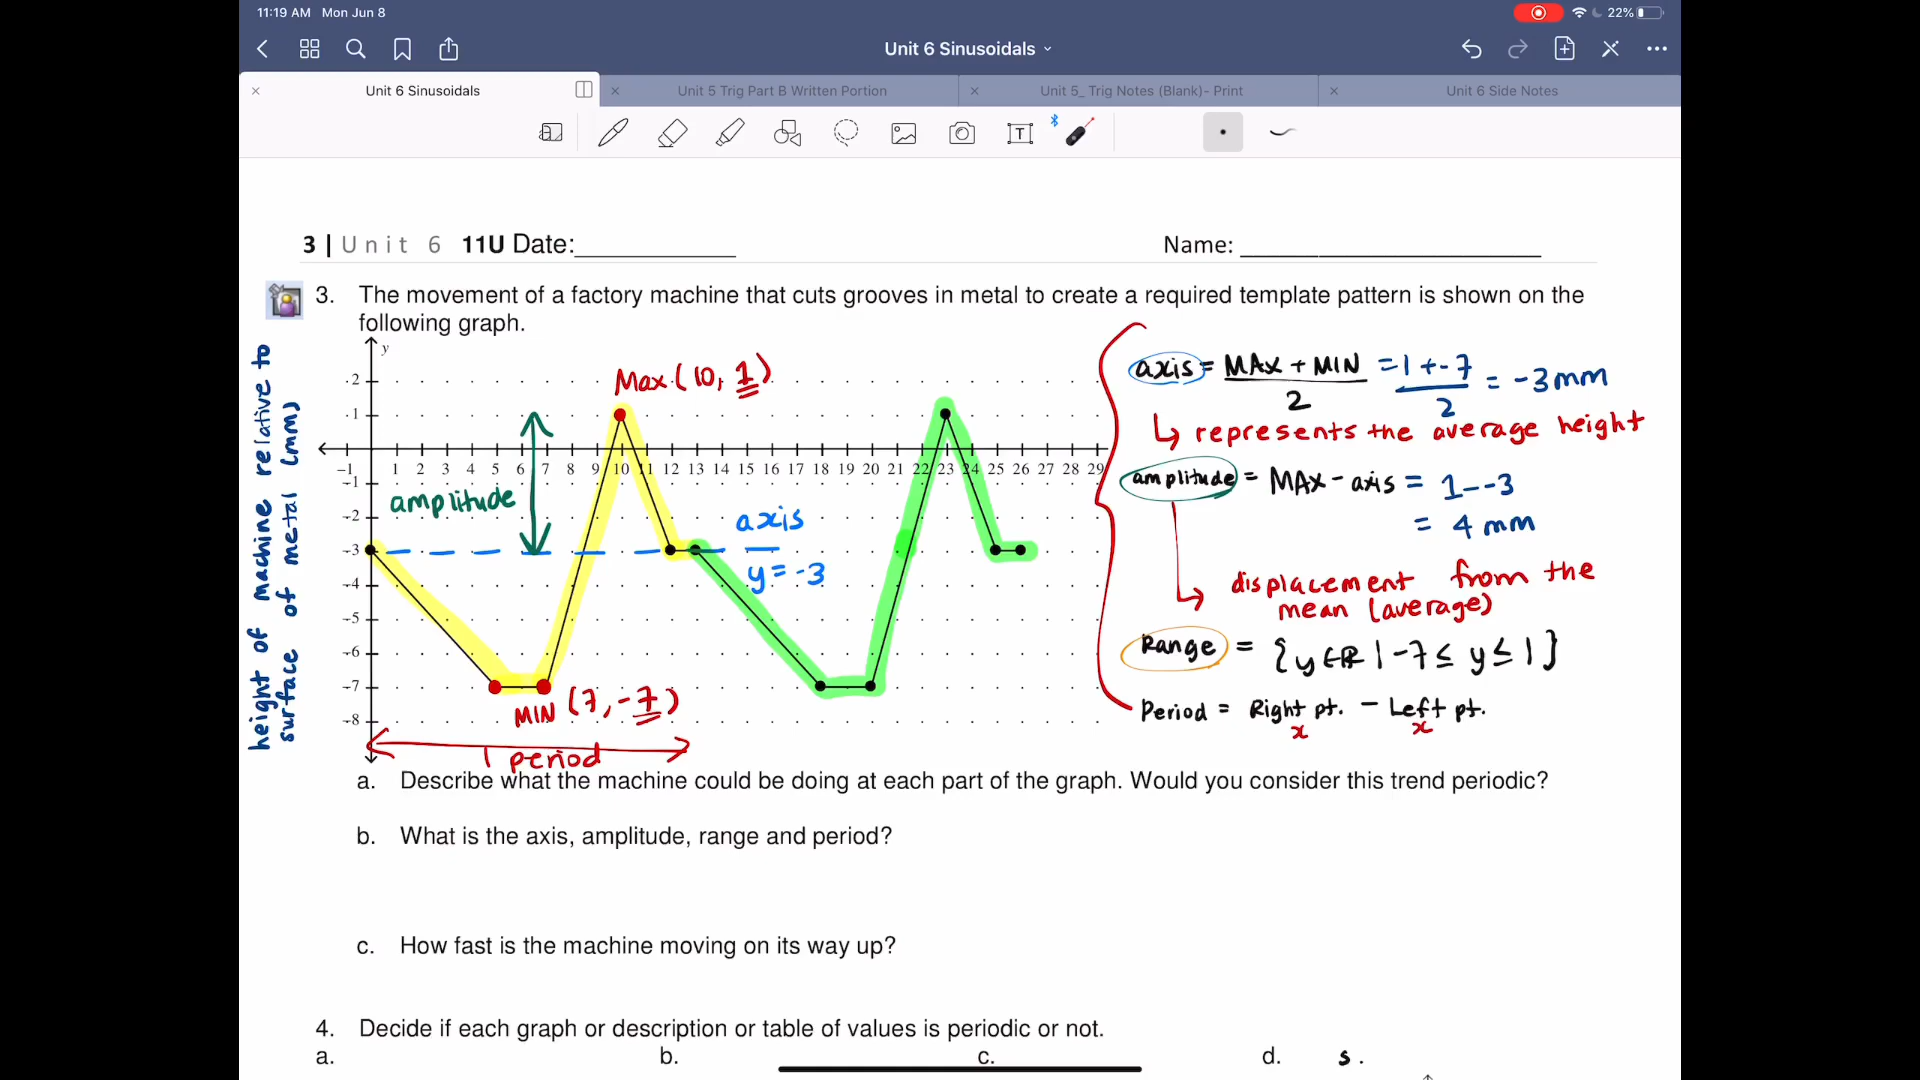 11:19 AM Mon Jun 8
22%
Unit 6 Sinusoidals
Unit 6 Sinusoidals
Unit 5 Trig Part B Written Portion
Unit 5_ Trig Notes (Blank)- Print
Unit 6 Side Notes
3 | Unit 6 11U Date:____________
Name: ______________________
3. The movement of a factory machine that cuts grooves in metal to create a required template pattern is shown on the
following graph.
height of machine relative to
surface of metal (mm)
y
2
1
-1 1 2 3 4 5 6 7 8 9 10 11 12 13 14 15 16 17 18 19 20 21 22 23 24 25 26 27 28 29
-1
-2
-3
-4
-5
-6
-7
-8
Max (10, 1)
amplitude
axis
y = -3
MIN (7, -7)
1 period
axis = MAX + MIN / 2 = 1 + -7 / 2 = -3mm
↳ represents the average height
amplitude = MAX - axis = 1--3
= 4 mm
↳ displacement from the
mean (average)
Range = {y∈R | -7 ≤ y ≤ 1}
Period = Right pt. - Left pt.
x x
a. Describe what the machine could be doing at each part of the graph. Would you consider this trend periodic?
b. What is the axis, amplitude, range and period?
c. How fast is the machine moving on its way up?
4. Decide if each graph or description or table of values is periodic or not.
a. b. c. d. s.